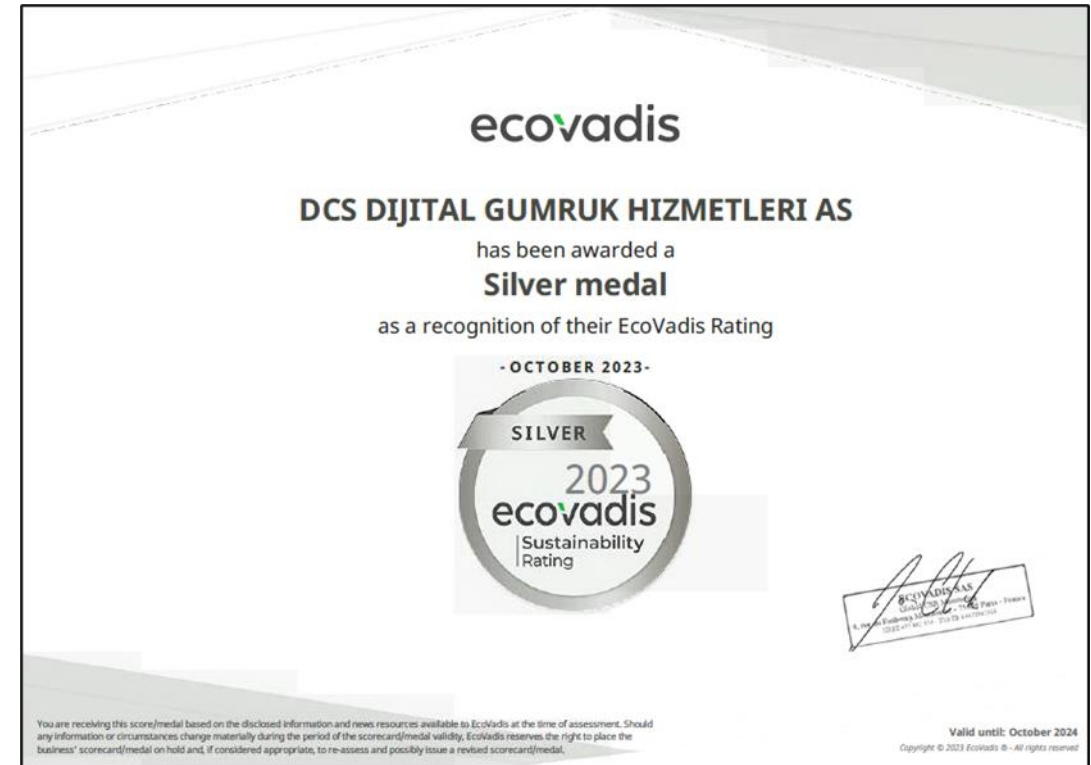 ecovadis
DCS DIJITAL GUMRUK HIZMETLERI AS
has been awarded a
Silver medal
as a recognition of their EcoVadis Rating
- OCTOBER 2023-
SILVER
2023
ecovadis
Sustainability
Rating
ECOVADIS SAS
Paris - France
You are receiving this score/medal based on the disclosed information and news resources available to EcoVadis at the time of assessment. Should
any information or circumstances change materially during the period of the scorecard/medal validity, EcoVadis reserves the right to place the
business' scorecard/medal on hold and, if considered appropriate, to re-assess and possibly issue a revised scorecard/medal.
Valid until: October 2024
Copyright © 2023 EcoVadis ® - All rights reserved